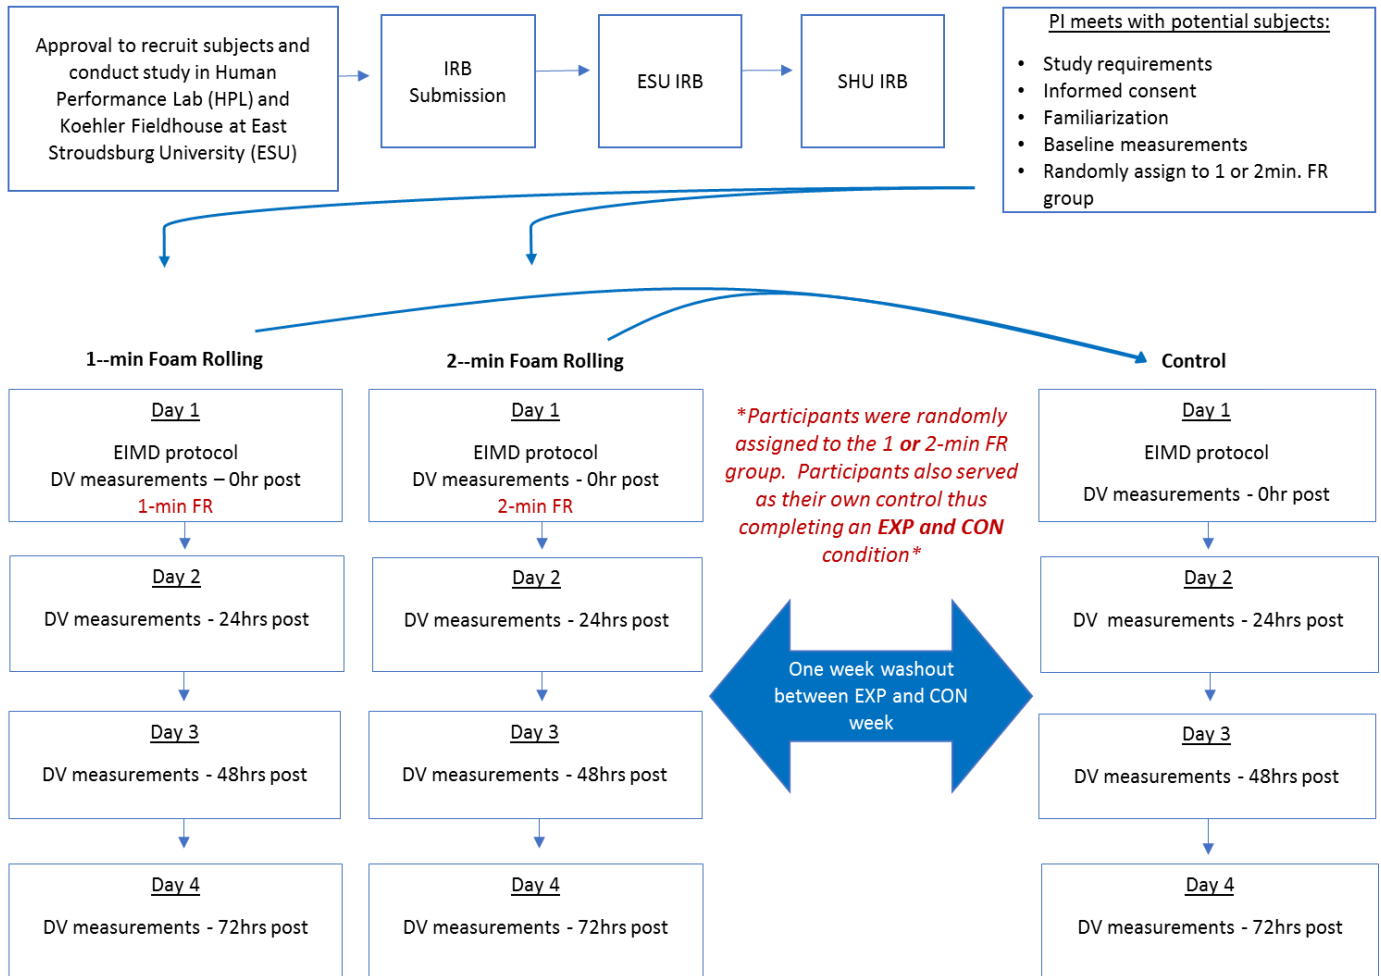 Approval to recruit subjects and
conduct study in Human
Performance Lab (HPL) and
Koehler Fieldhouse at East
Stroudsburg University (ESU)
IRB
Submission
ESU IRB
SHU IRB
PI meets with potential subjects:
• Study requirements
• Informed consent
• Familiarization
• Baseline measurements
• Randomly assign to 1 or 2min. FR
group
1--min Foam Rolling
Day 1
EIMD protocol
DV measurements – 0hr post
1-min FR
Day 2
DV measurements - 24hrs post
Day 3
DV measurements - 48hrs post
Day 4
DV measurements - 72hrs post
2--min Foam Rolling
Day 1
EIMD protocol
DV measurements - 0hr post
2-min FR
Day 2
DV measurements - 24hrs post
Day 3
DV measurements - 48hrs post
Day 4
DV measurements - 72hrs post
*Participants were randomly
assigned to the 1 or 2-min FR
group. Participants also served
as their own control thus
completing an EXP and CON
condition*
One week washout
between EXP and CON
week
Control
Day 1
EIMD protocol
DV measurements - 0hr post
Day 2
DV measurements - 24hrs post
Day 3
DV measurements - 48hrs post
Day 4
DV measurements - 72hrs post